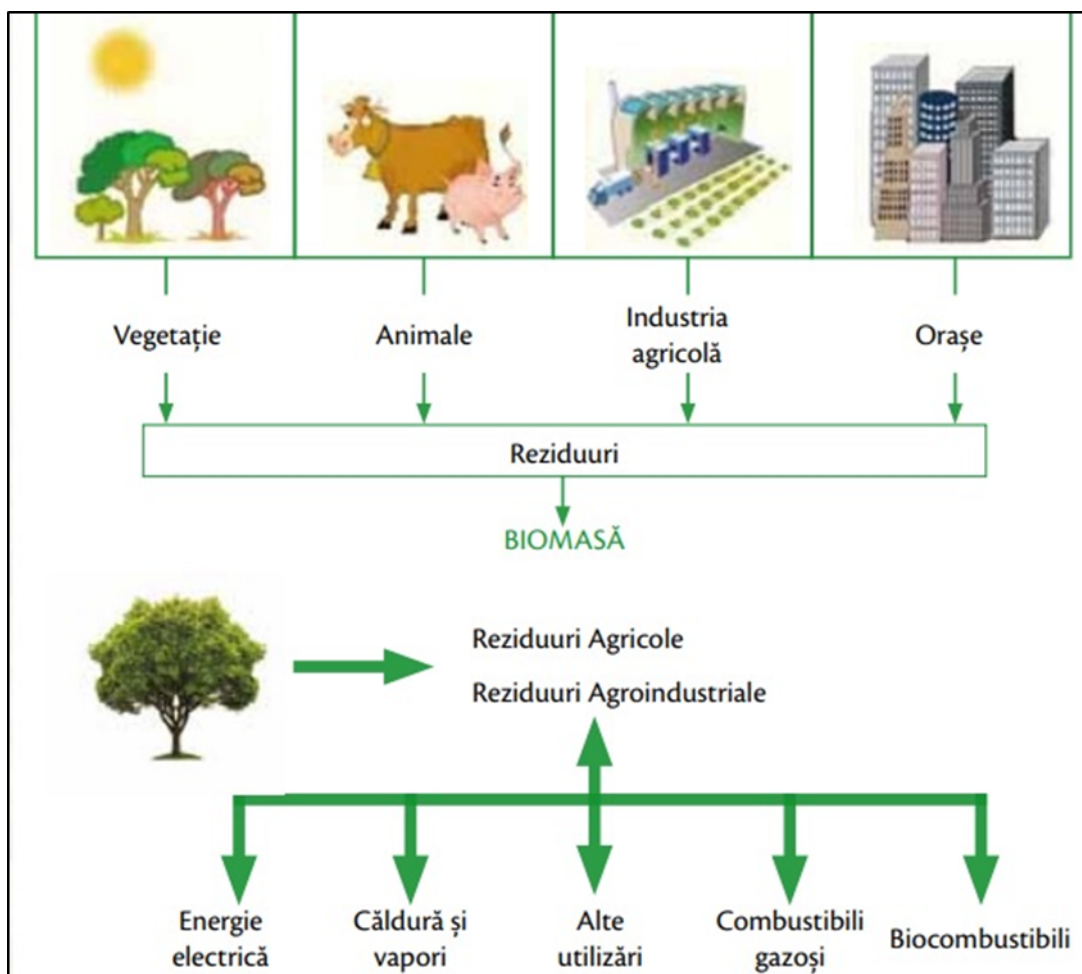 Vegetație
Animale
Industria
agricolă
Orașe
Reziduuri
BIOMASĂ
Reziduuri Agricole
Reziduuri Agroindustriale
Energie
electrică
Căldură și
vapori
Alte
utilizări
Combustibili
gazoși
Biocombustibili